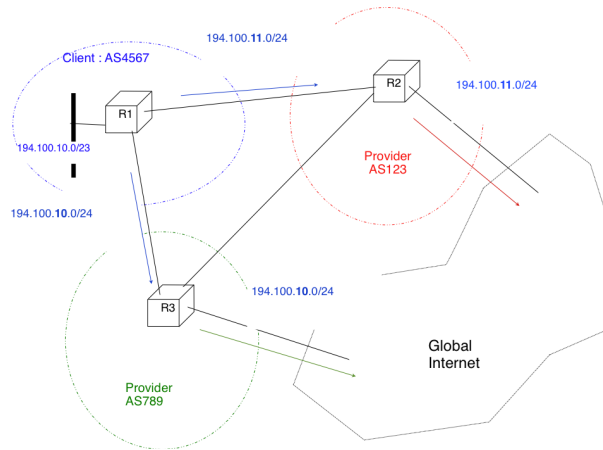 194.100.11.0/24
Client : AS4567
R1
R2
194.100.11.0/24
194.100.10.0/23
Provider
AS123
194.100.10.0/24
194.100.10.0/24
R3
Global
Internet
Provider
AS789